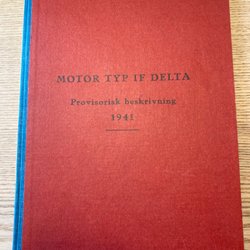 MOTOR TYP IF DELTA
Provisorisk beskrivning
1941